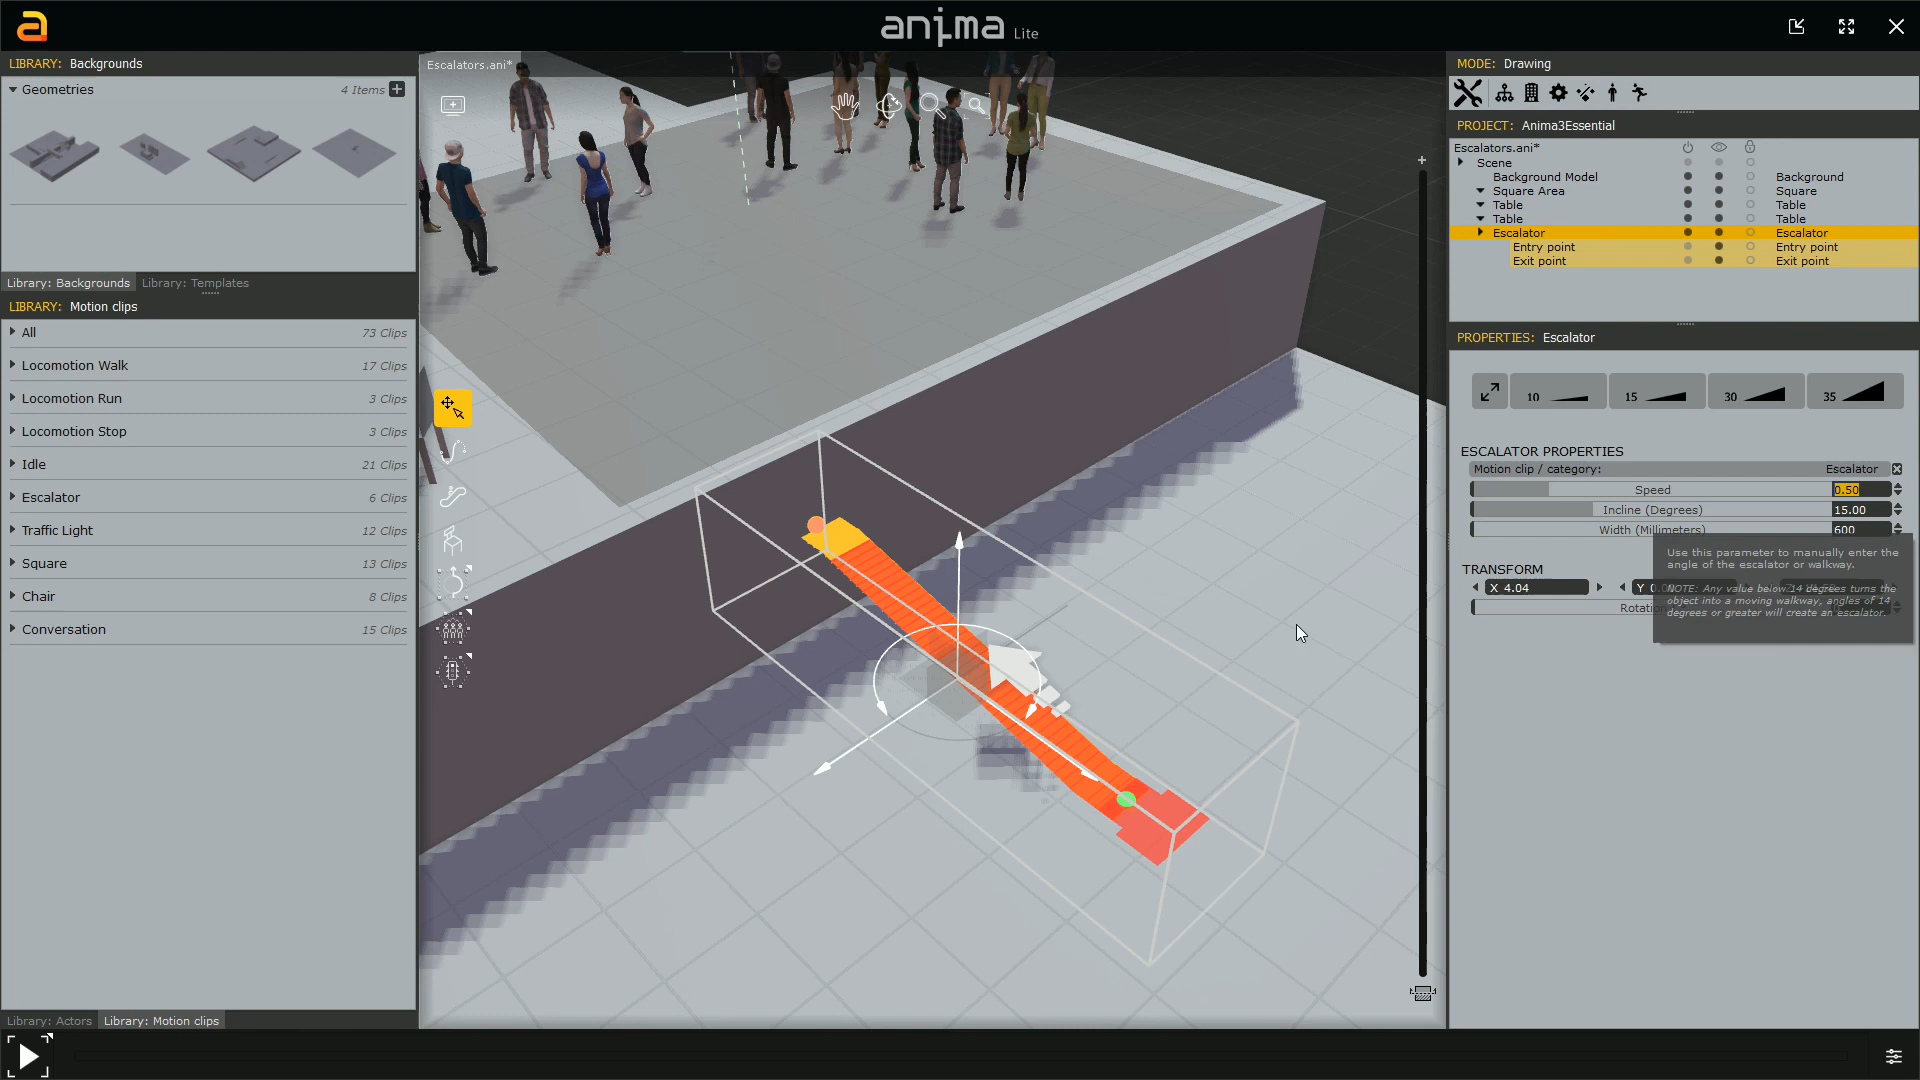 anima Lite
LIBRARY: Backgrounds
Geometries 4 Items
Library: Backgrounds Library: Templates
LIBRARY: Motion clips
All 73 Clips
Locomotion Walk 17 Clips
Locomotion Run 3 Clips
Locomotion Stop 3 Clips
Idle 21 Clips
Escalator 6 Clips
Traffic Light 12 Clips
Square 13 Clips
Chair 8 Clips
Conversation 15 Clips
Library: Actors Library: Motion clips
Escalators.ani*
MODE: Drawing
PROJECT: Anima3Essential
Escalators.ani*
Scene
Background Model Background
Square Area Square
Table Table
Table Table
Escalator Escalator
Entry point Entry point
Exit point Exit point
PROPERTIES: Escalator
10 15 30 35
ESCALATOR PROPERTIES
Motion clip / category: Escalator
Speed 0.50
Incline (Degrees) 15.00
Width (Millimeters) 600
Use this parameter to manually enter the
angle of the escalator or walkway.
NOTE: Any value below 14 degrees turns the
object into a moving walkway, angles of 14
degrees or greater will create an escalator.
TRANSFORM
X 4.04 Y